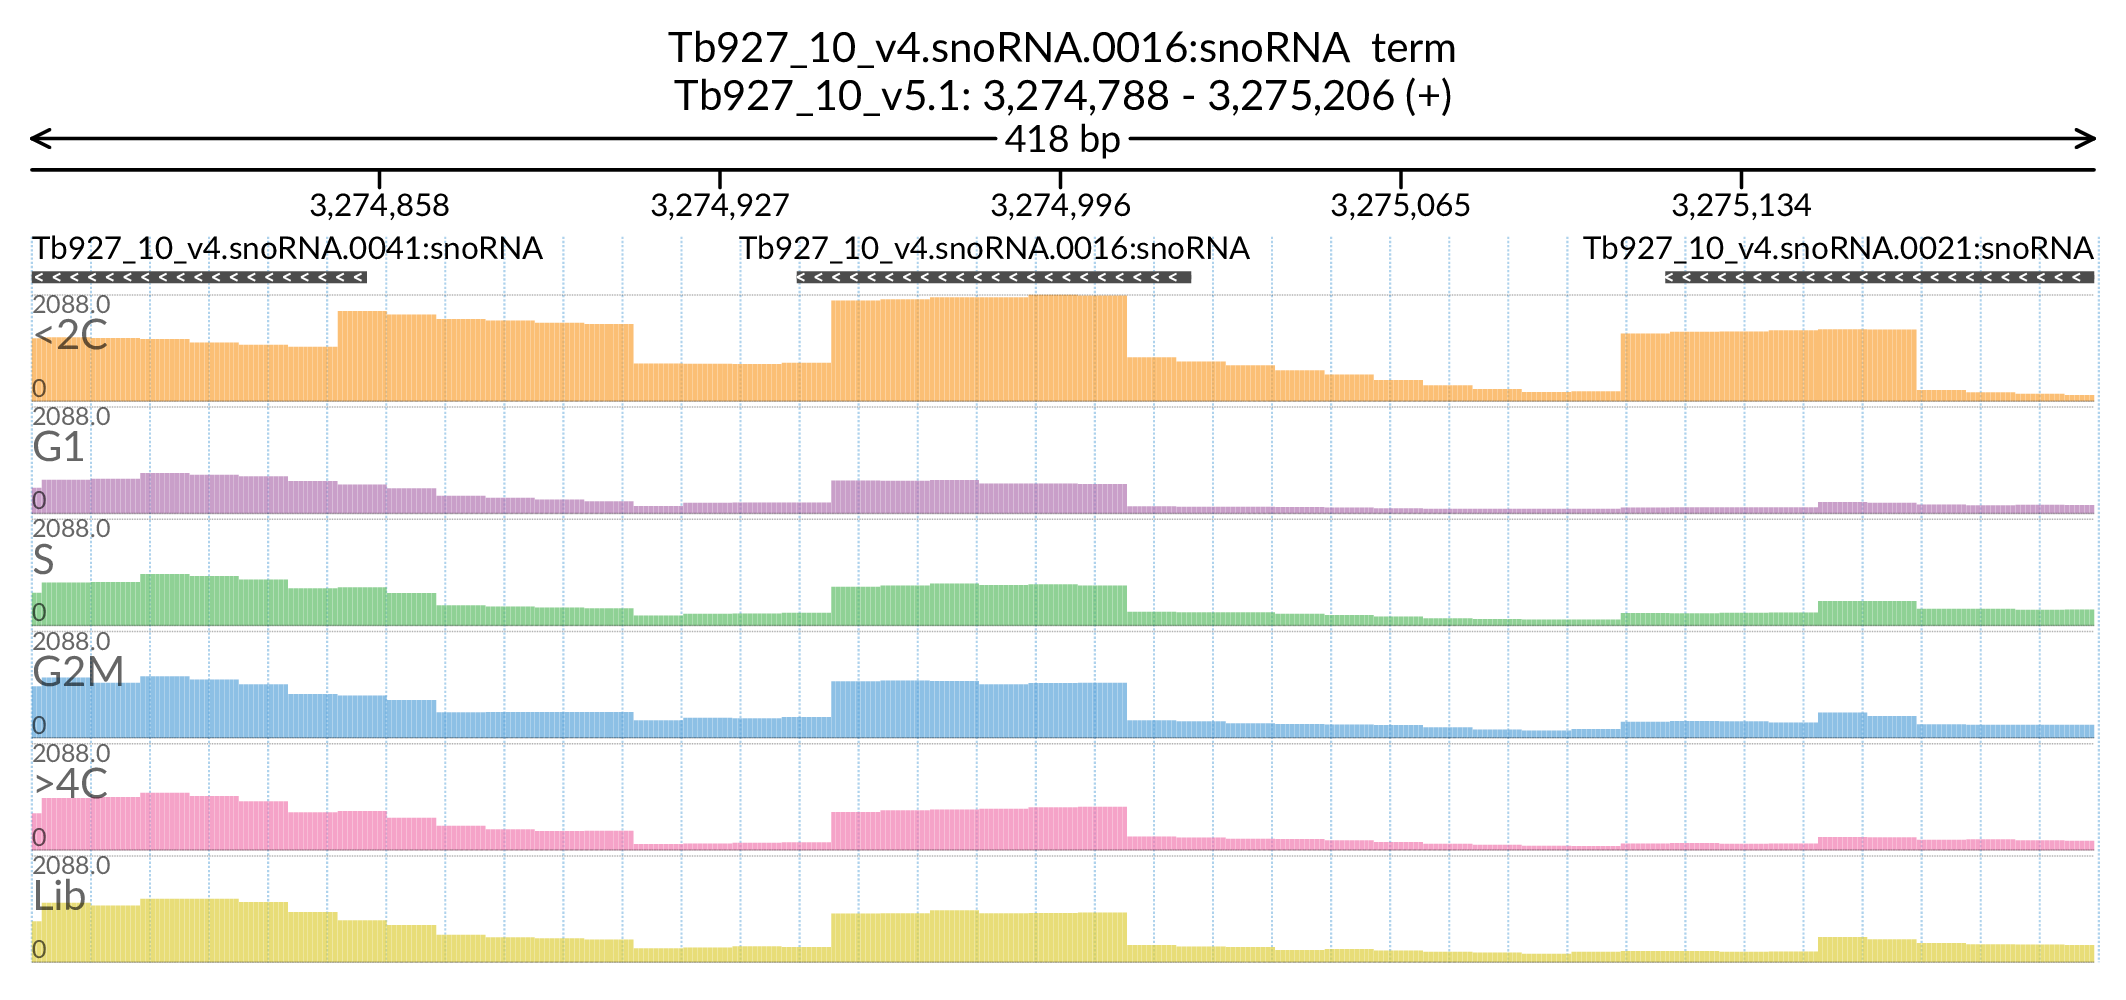 Tb927_10_v4.snoRNA.0016:snoRNA term
Tb927_10_v5.1: 3,274,788 - 3,275,206 (+)
418 bp
3,274,858 3,274,927 3,274,996 3,275,065 3,275,134
Tb927_10_v4.snoRNA.0041:snoRNA Tb927_10_v4.snoRNA.0016:snoRNA Tb927_10_v4.snoRNA.0021:snoRNA
2088.0
<2C
0
2088.0
G1
0
2088.0
S
0
2088.0
G2M
0
2088.0
>4C
0
2088.0
Lib
0